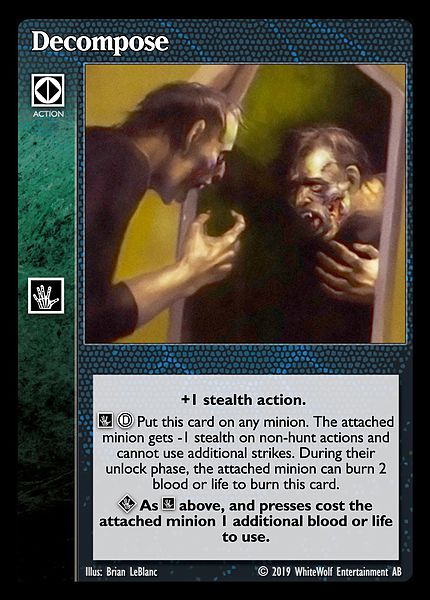 Decompose
ACTION
+1 stealth action.
D Put this card on any minion. The attached
minion gets -1 stealth on non-hunt actions and
cannot use additional strikes. During their
unlock phase, the attached minion can burn 2
blood or life to burn this card.
As above, and presses cost the
attached minion 1 additional blood or life
to use.
Illus: Brian LeBlanc © 2019 WhiteWolf Entertainment AB